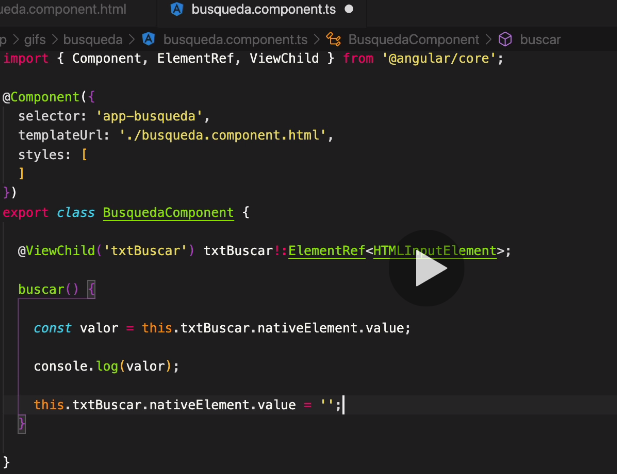 ueda.component.html
busqueda.component.ts
p > gifs > busqueda > busqueda.component.ts > BusquedaComponent > buscar
import { Component, ElementRef, ViewChild } from '@angular/core';
@Component({
selector: 'app-busqueda',
templateUrl: './busqueda.component.html',
styles: [
]
})
export class BusquedaComponent {
@ViewChild('txtBuscar') txtBuscar!:ElementRef<HTMLInputElement>;
buscar() {
const valor = this.txtBuscar.nativeElement.value;
console.log(valor);
this.txtBuscar.nativeElement.value = '';
}
}